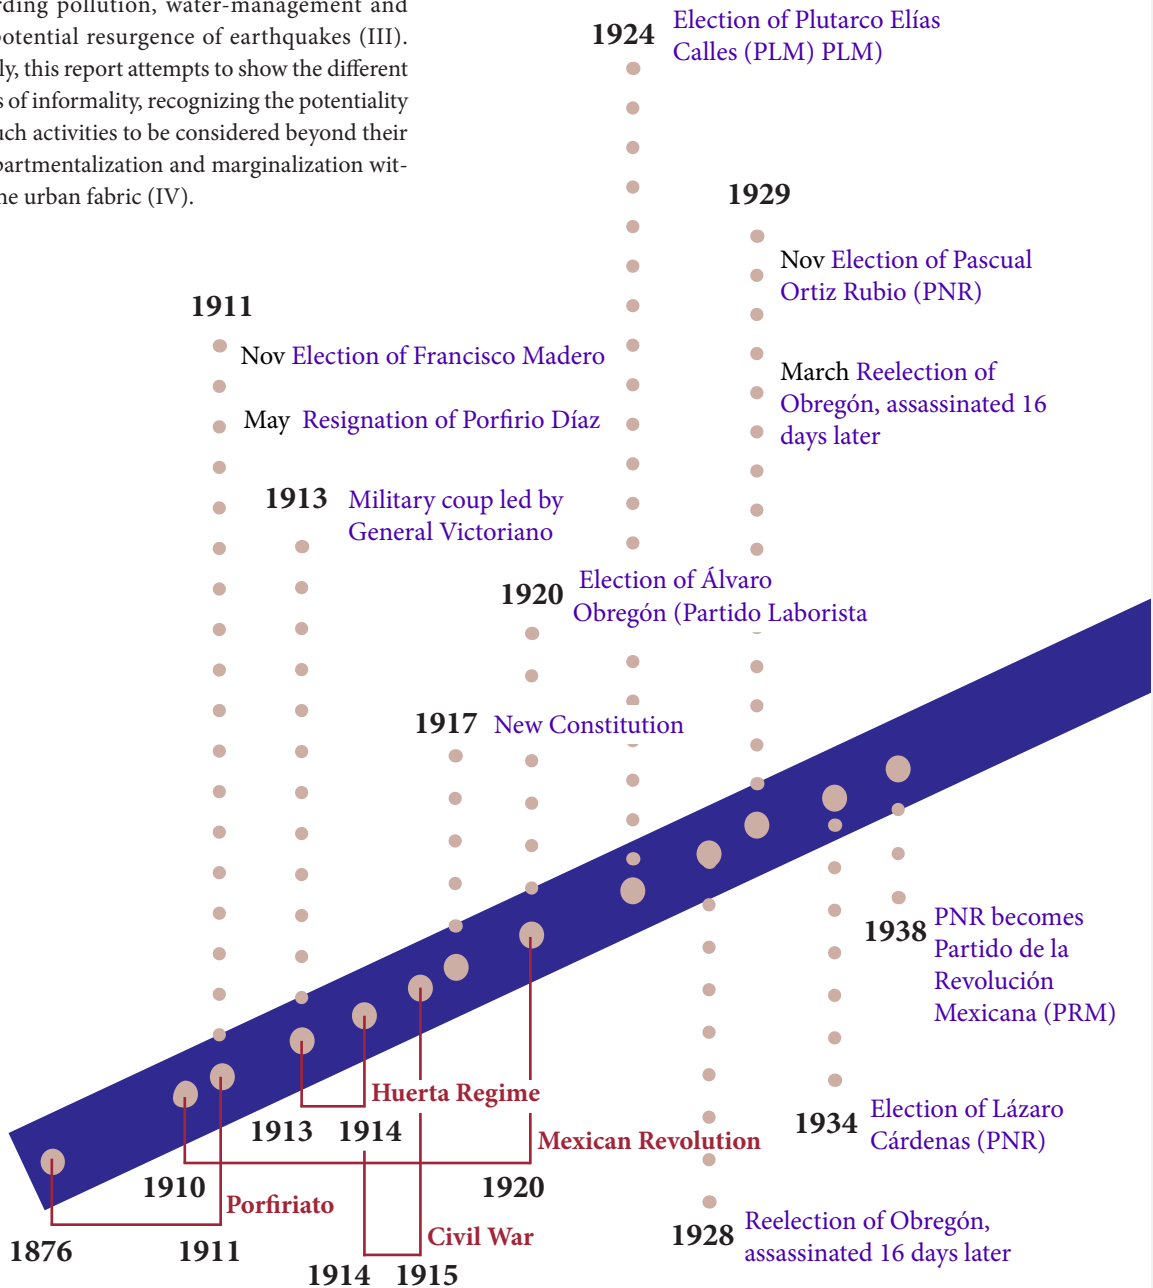 rding pollution, water-management and
potential resurgence of earthquakes (III).
ly, this report attempts to show the different
s of informality, recognizing the potentiality
uch activities to be considered beyond their
partmentalization and marginalization wit-
ne urban fabric (IV).
1924
Election of Plutarco Elías
Calles (PLM) PLM)
1929
Nov Election of Pascual
Ortiz Rubio (PNR)
March Reelection of
Obregón, assassinated 16
days later
1911
Nov Election of Francisco Madero
May Resignation of Porfirio Díaz
1913
Military coup led by
General Victoriano
1920
Election of Álvaro
Obregón (Partido Laborista
1917 New Constitution
1938
PNR becomes
Partido de la
Revolución
Mexicana (PRM)
1934
Election of Lázaro
Cárdenas (PNR)
1928
Reelection of Obregón,
assassinated 16 days later
Huerta Regime
1913 1914
Mexican Revolution
1910 1920
Porfiriato
1876 1911
Civil War
1914 1915